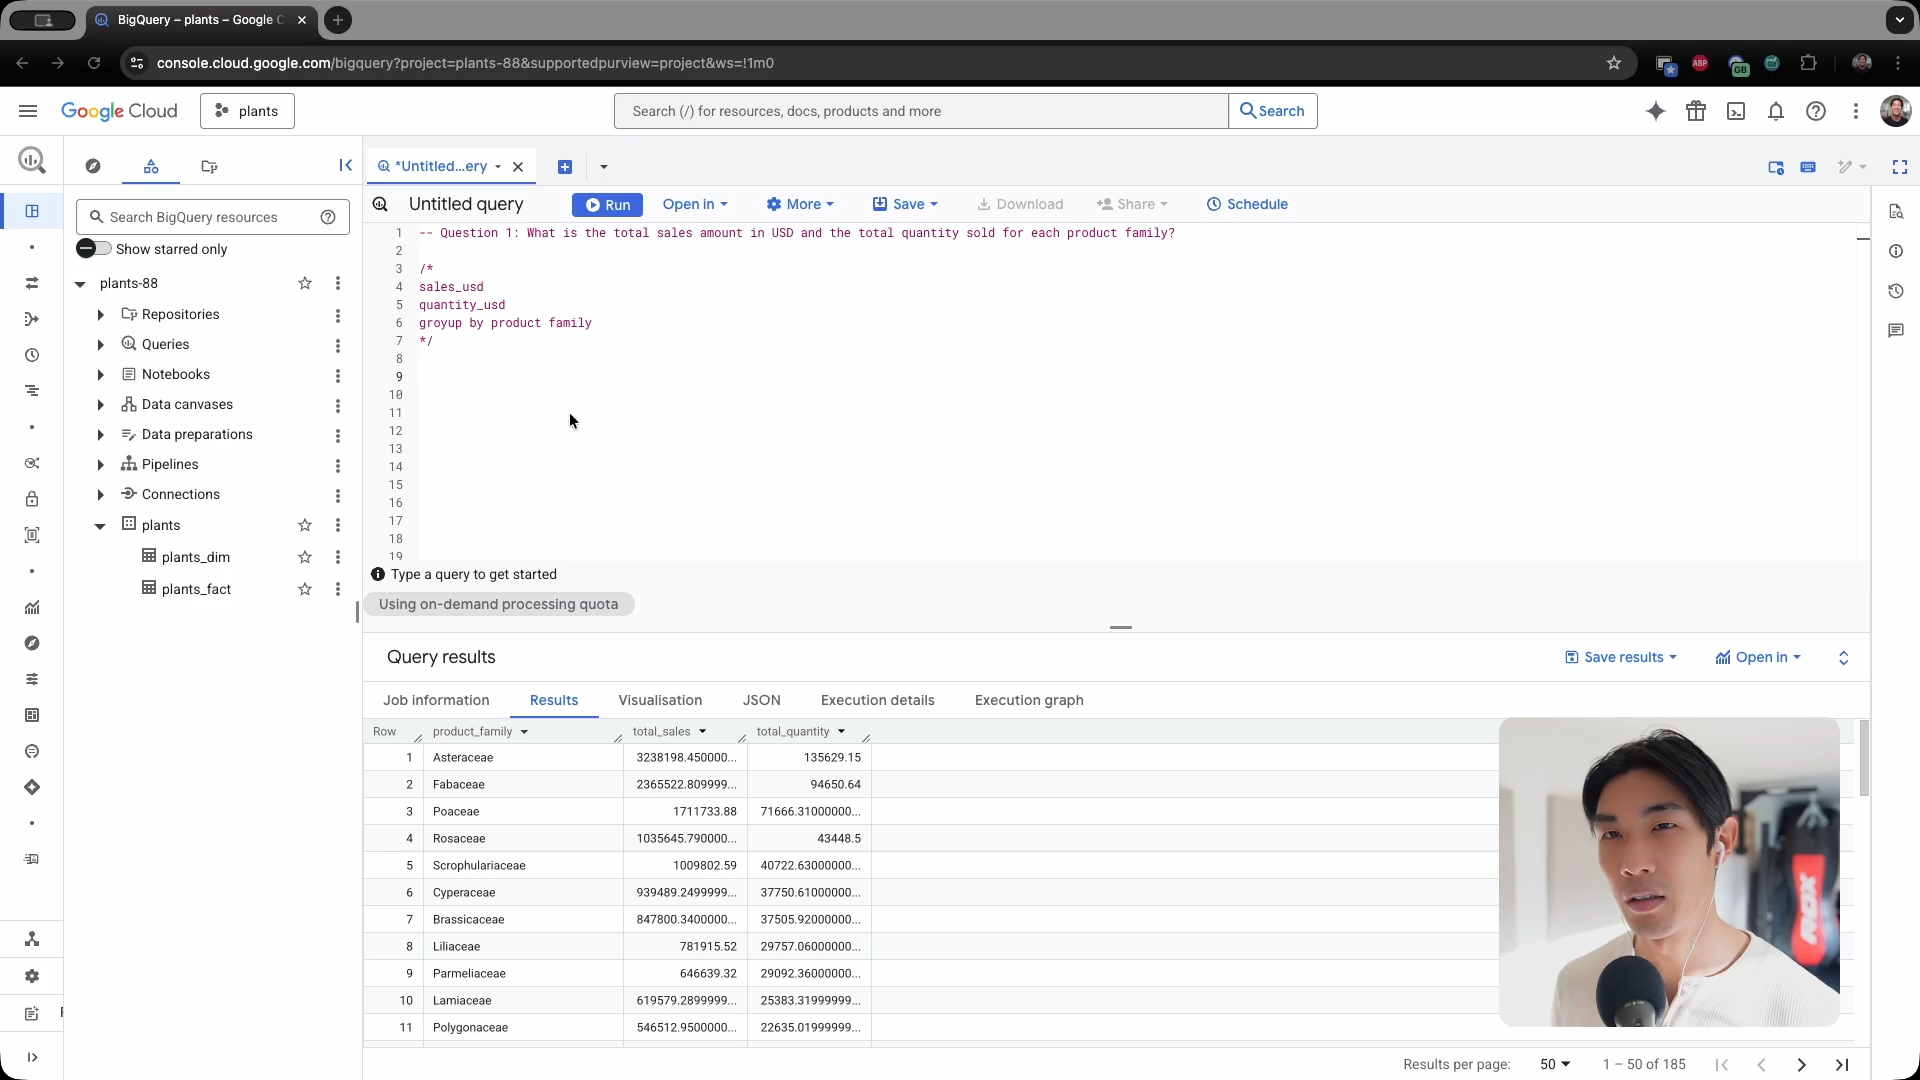 BigQuery – plants – Google C
console.cloud.google.com/bigquery?project=plants-88&supportedpurview=project&ws=!1m0
ABP
GB
Google Cloud
plants
Search (/) for resources, docs, products and more
Search
*Untitled...ery
Search BigQuery resources
Show starred only
plants-88
Repositories
Queries
Notebooks
Data canvases
Data preparations
Pipelines
Connections
plants
plants_dim
plants_fact
Untitled query
Run
Open in
More
Save
Download
Share
Schedule
1 -- Question 1: What is the total sales amount in USD and the total quantity sold for each product family?
2
3 /*
4 sales_usd
5 quantity_usd
6 groyup by product family
7 */
8
9
10
11
12
13
14
15
16
17
18
19
Type a query to get started
Using on-demand processing quota
Query results
Save results
Open in
Job information Results Visualisation JSON Execution details Execution graph
Row product_family total_sales total_quantity
1 Asteraceae 3238198.450000... 135629.15
2 Fabaceae 2365522.809999... 94650.64
3 Poaceae 1711733.88 71666.31000000...
4 Rosaceae 1035645.790000... 43448.5
5 Scrophulariaceae 1009802.59 40722.63000000...
6 Cyperaceae 939489.2499999... 37750.61000000...
7 Brassicaceae 847800.3400000... 37505.92000000...
8 Liliaceae 781915.52 29757.06000000...
9 Parmeliaceae 646639.32 29092.36000000...
10 Lamiaceae 619579.2899999... 25383.31999999...
11 Polygonaceae 546512.9500000... 22635.01999999...
RDX
Results per page: 50 1 – 50 of 185